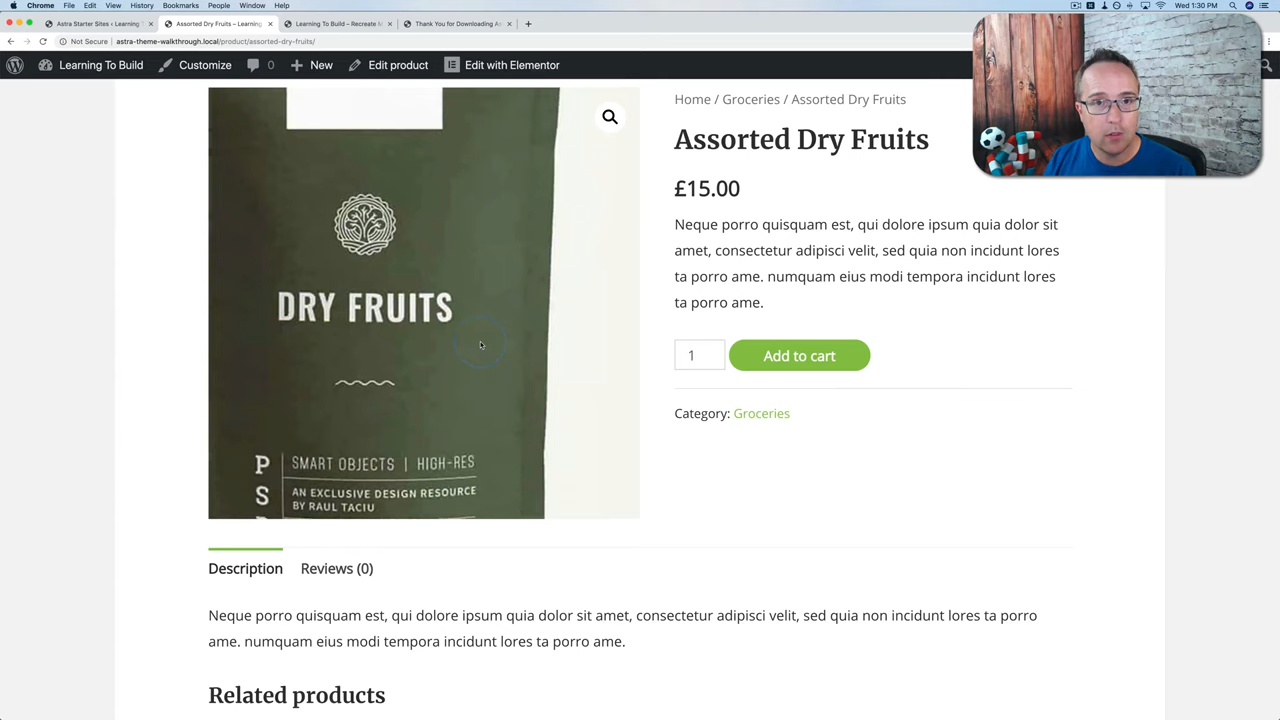 Chrome File Edit View History Bookmarks People Tab Window Help
Wed 1:30 PM
Astra Starter Sites ‹ Learning T
Assorted Dry Fruits – Learning
Learning To Build – Recreate M
Thank You for Downloading As
Not Secure | astra-theme-walkthrough.local/product/assorted-dry-fruits/
Learning To Build Customize 0 New Edit product Edit with Elementor
Home / Groceries / Assorted Dry Fruits
Assorted Dry Fruits
£15.00
Neque porro quisquam est, qui dolore ipsum quia dolor sit
amet, consectetur adipisci velit, sed quia non incidunt lores
ta porro ame. numquam eius modi tempora incidunt lores
ta porro ame.
1 Add to cart
Category: Groceries
DRY FRUITS
P
S
SMART OBJECTS | HIGH-RES
AN EXCLUSIVE DESIGN RESOURCE
BY RAUL TACIU
Description Reviews (0)
Neque porro quisquam est, qui dolore ipsum quia dolor sit amet, consectetur adipisci velit, sed quia non incidunt lores ta porro
ame. numquam eius modi tempora incidunt lores ta porro ame.
Related products